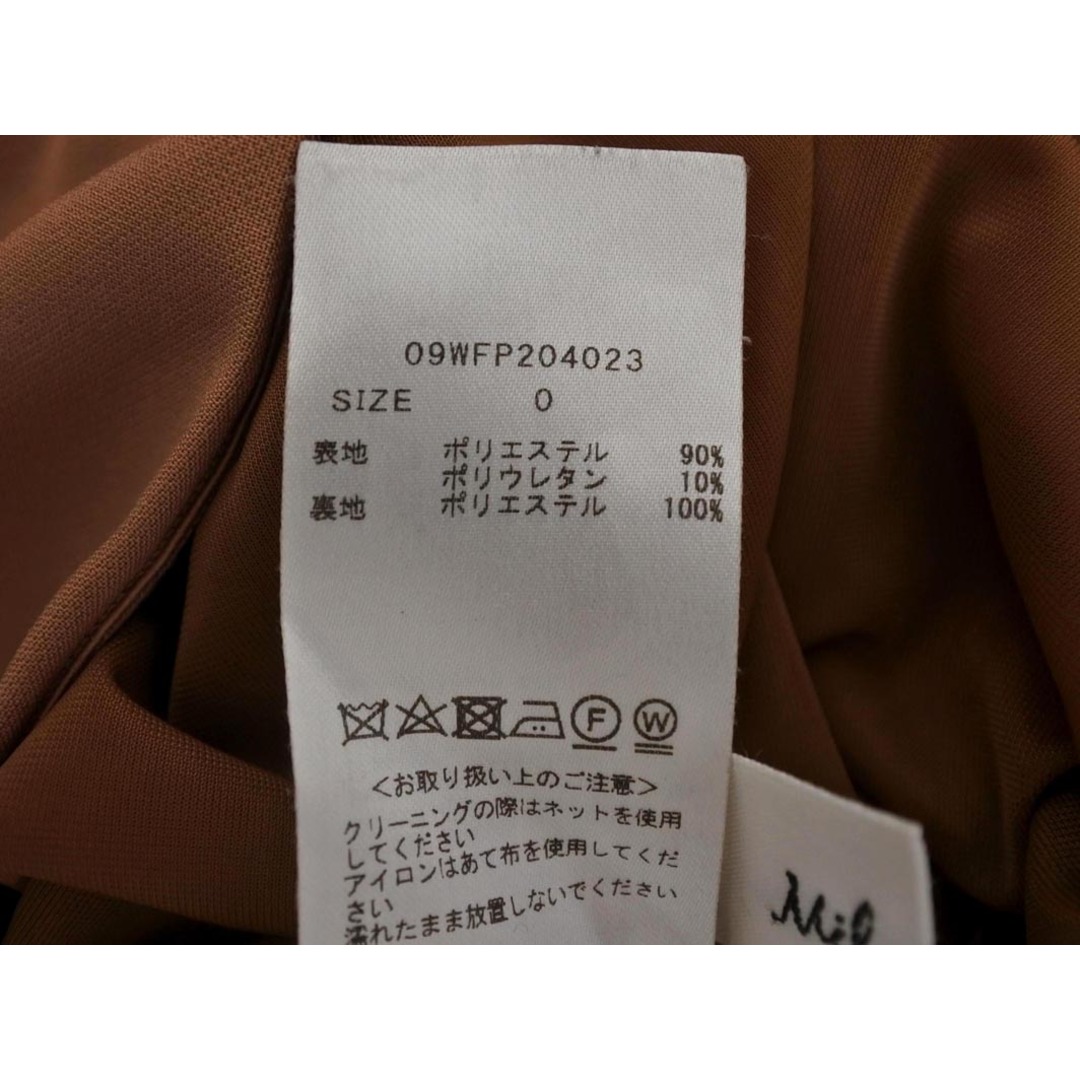 09WFP204023
SIZE 0
表地 ポリエステル 90%
ポリウレタン 10%
裏地 ポリエステル 100%
F W
<お取り扱い上のご注意>
クリーニングの際はネットを使用
してください
アイロンはあて布を使用してくだ
さい
濡れたまま放置しないでください